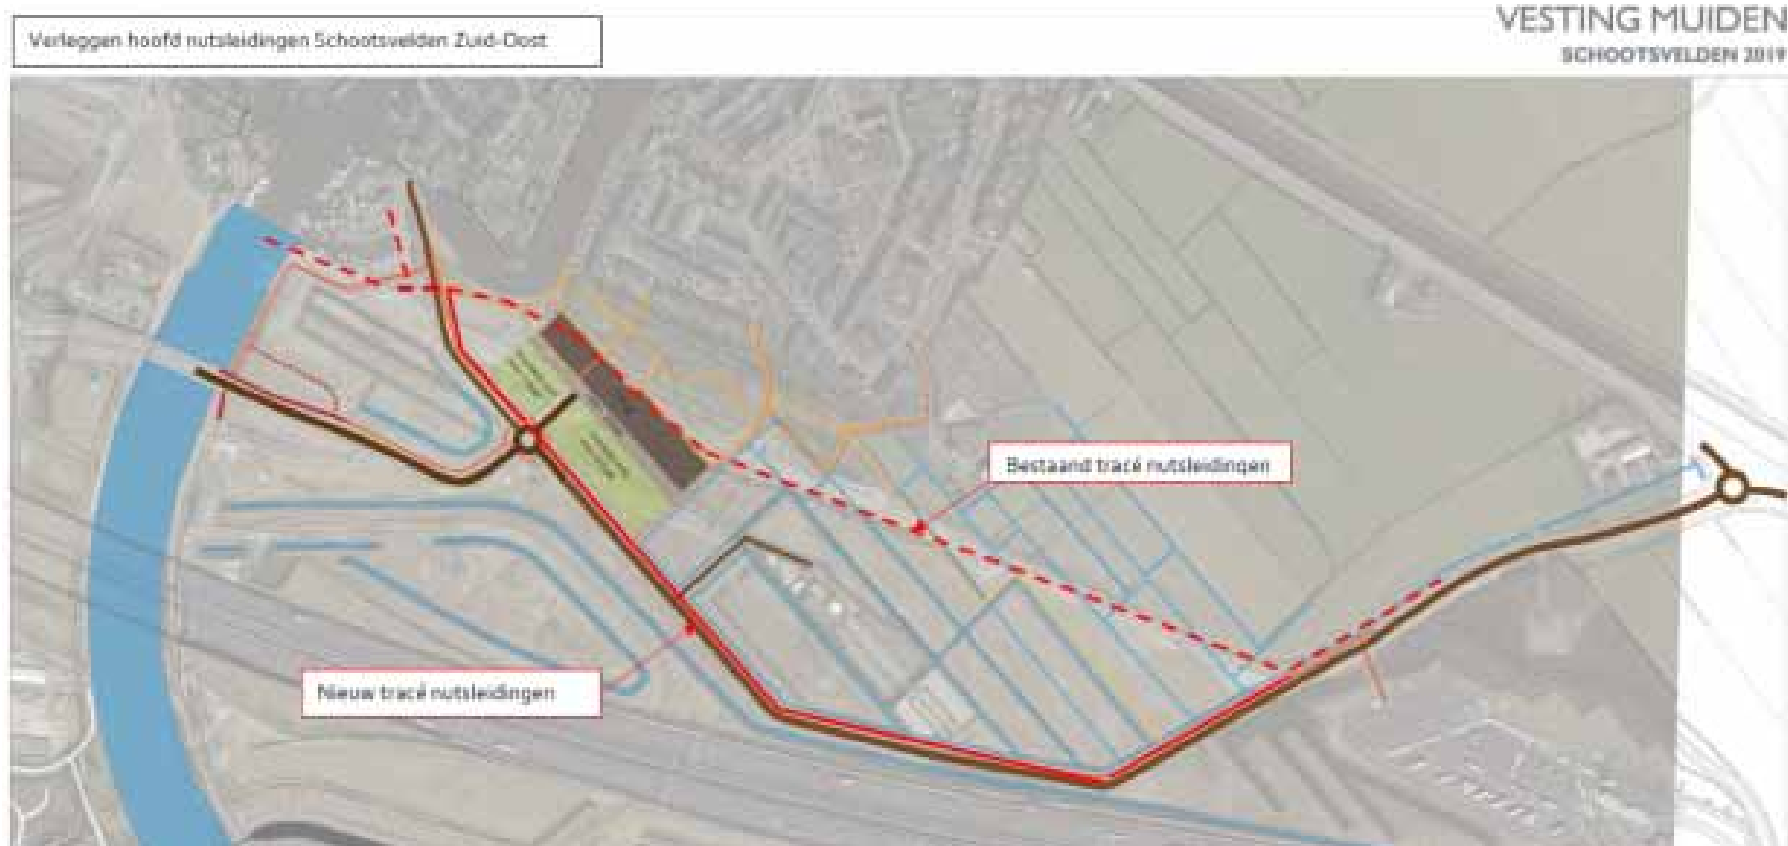 Verleggen hoofd nutsleidingen Schootsvelden Zuid-Oost
VESTING MUIDEN
SCHOOTSVELDEN 2019
Bestaand tracé nutsleidingen
Nieuw tracé nutsleidingen